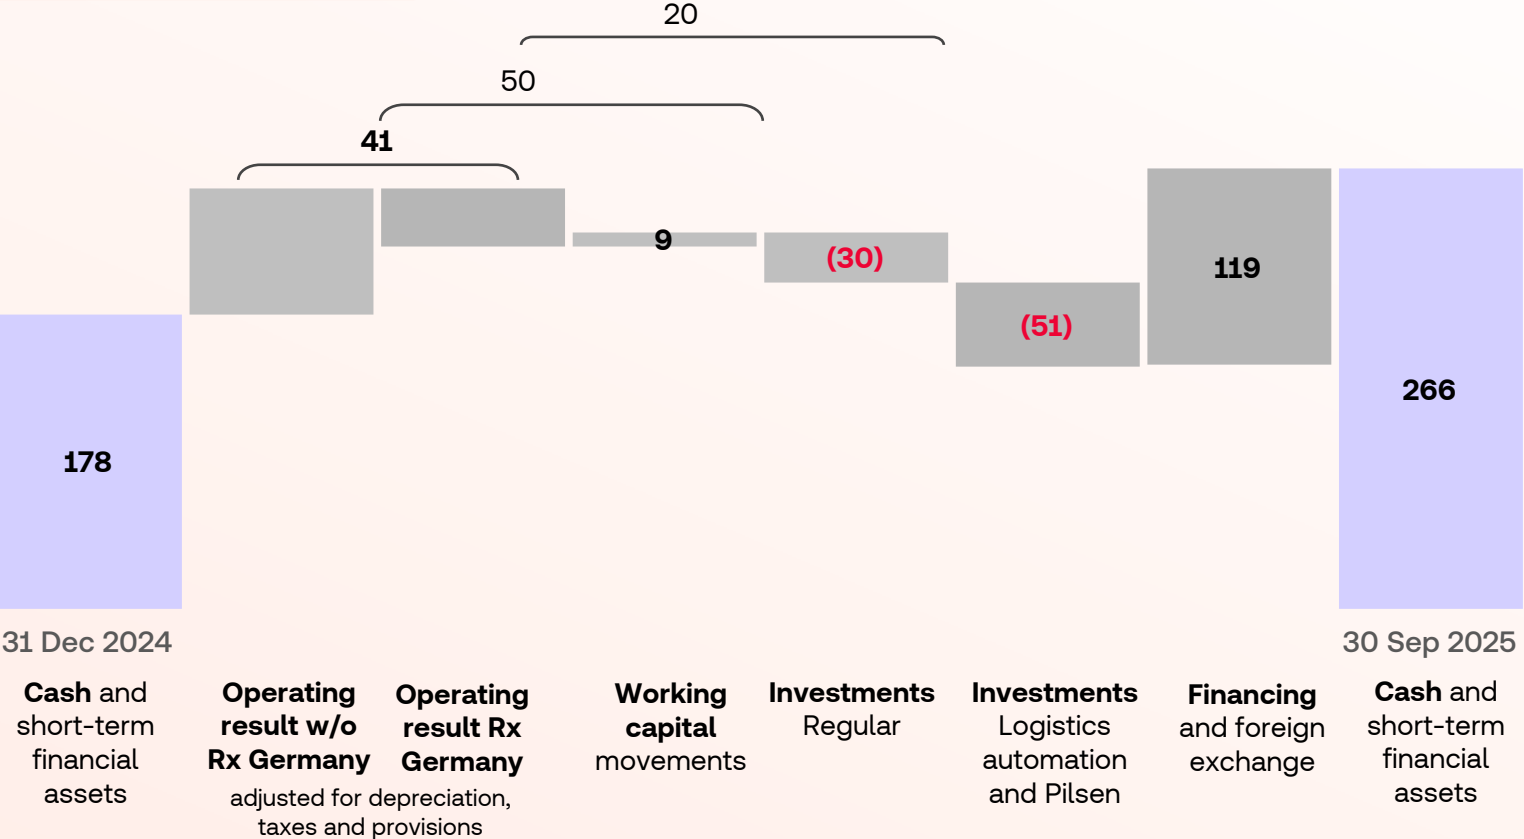 20
50
41
9
(30)
(51)
119
178
266
31 Dec 2024
30 Sep 2025
Cash and
short-term
financial
assets
Operating
result w/o
Rx Germany
Operating
result Rx
Germany
adjusted for depreciation,
taxes and provisions
Working
capital
movements
Investments
Regular
Investments
Logistics
automation
and Pilsen
Financing
and foreign
exchange
Cash and
short-term
financial
assets